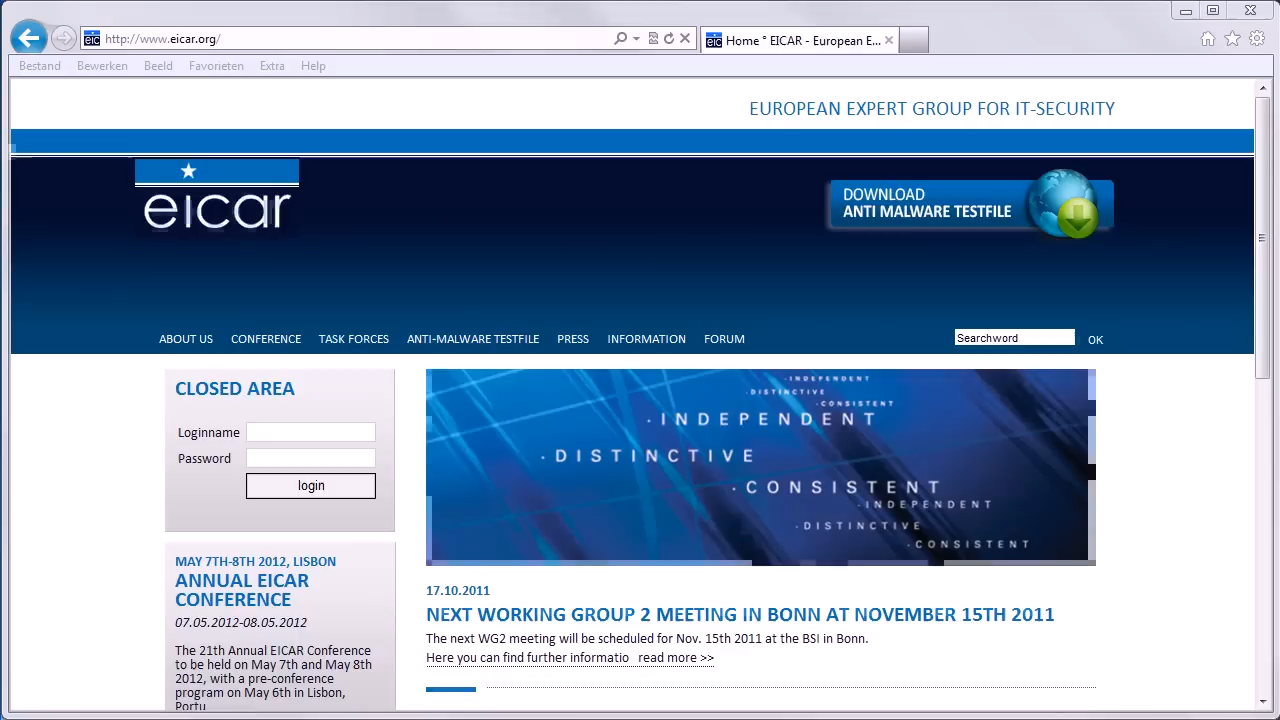 http://www.eicar.org/
Home ° EICAR - European E...
Bestand Bewerken Beeld Favorieten Extra Help
EUROPEAN EXPERT GROUP FOR IT-SECURITY
eicar
DOWNLOAD
ANTI MALWARE TESTFILE
ABOUT US CONFERENCE TASK FORCES ANTI-MALWARE TESTFILE PRESS INFORMATION FORUM Searchword OK
CLOSED AREA
Loginname
Password
login
MAY 7TH-8TH 2012, LISBON
ANNUAL EICAR
CONFERENCE
07.05.2012-08.05.2012
The 21th Annual EICAR Conference
to be held on May 7th and May 8th
2012, with a pre-conference
program on May 6th in Lisbon,
Portu
· INDEPENDENT
· DISTINCTIVE
· CONSISTENT
· INDEPENDENT
· DISTINCTIVE
· CONSISTENT
· INDEPENDENT
· DISTINCTIVE
· CONSISTENT
17.10.2011
NEXT WORKING GROUP 2 MEETING IN BONN AT NOVEMBER 15TH 2011
The next WG2 meeting will be scheduled for Nov. 15th 2011 at the BSI in Bonn.
Here you can find further informatio read more >>